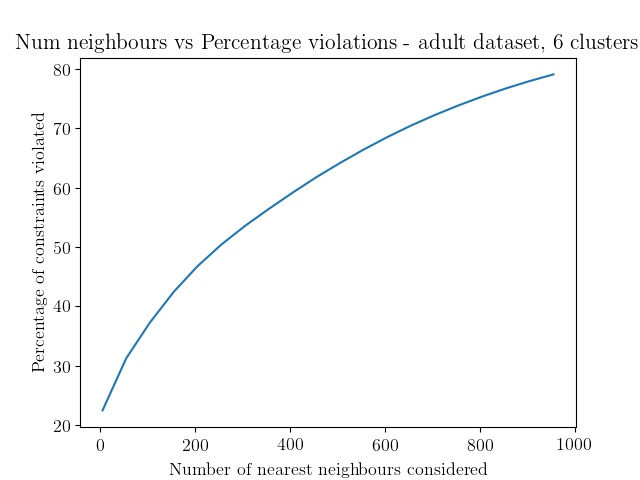 Num neighbours vs Percentage violations - adult dataset, 6 clusters
80
70
60
50
40
30
20
Percentage of constraints violated
0 200 400 600 800 1000
Number of nearest neighbours considered